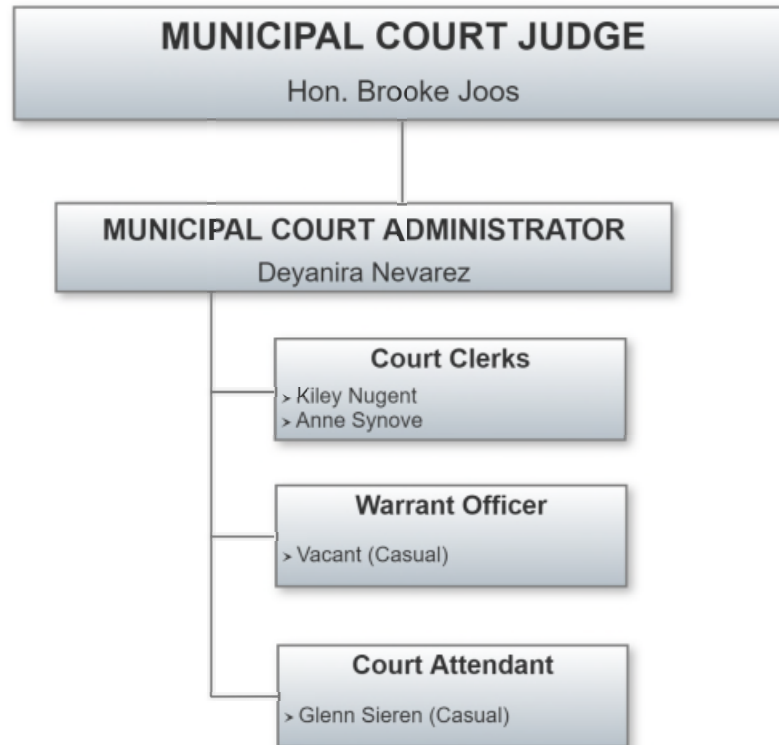 MUNICIPAL COURT JUDGE
Hon. Brooke Joos
MUNICIPAL COURT ADMINISTRATOR
Deyanira Nevarez
Court Clerks
➤ Kiley Nugent
➤ Anne Synove
Warrant Officer
➤ Vacant (Casual)
Court Attendant
➤ Glenn Sieren (Casual)